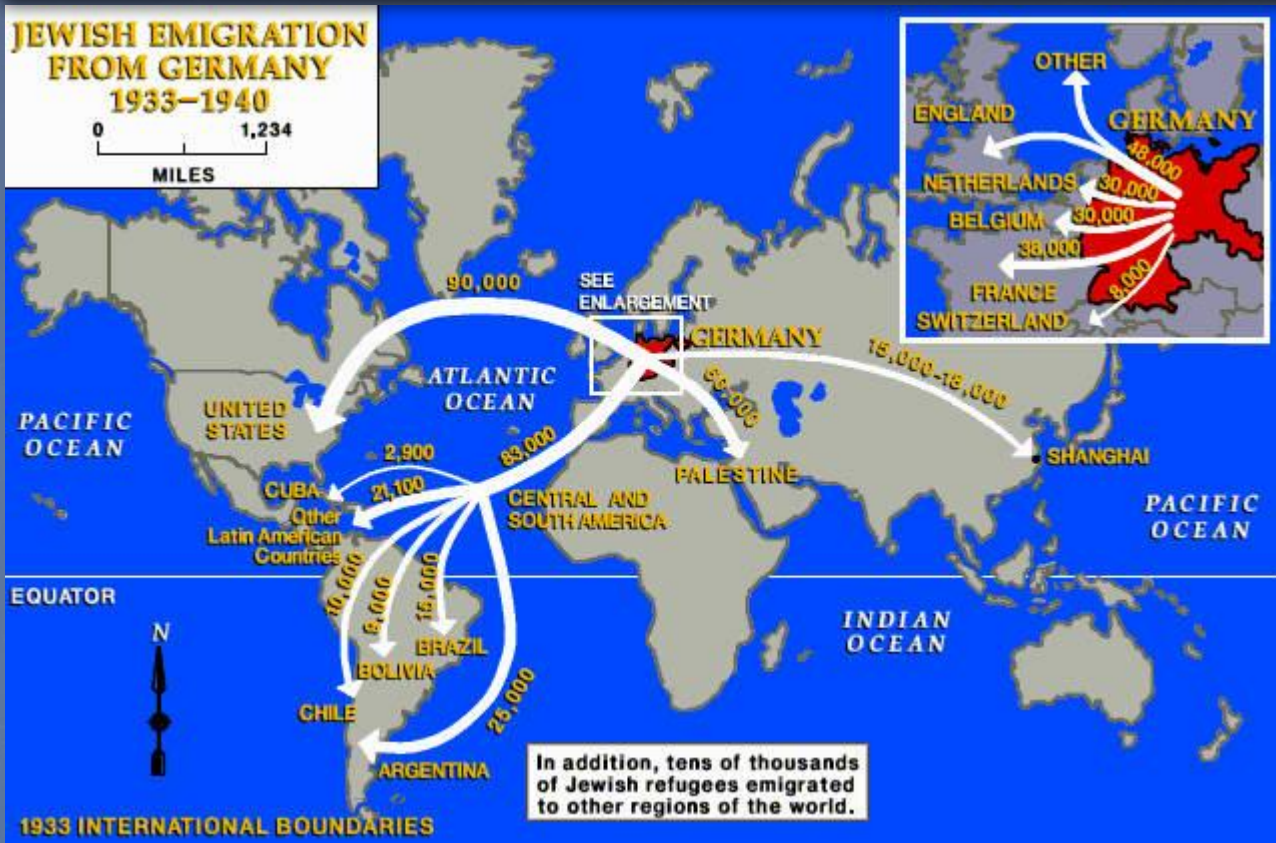 JEWISH EMIGRATION
FROM GERMANY
1933–1940
0 1,234
MILES
OTHER
ENGLAND
GERMANY
48,000
NETHERLANDS
30,000
BELGIUM
30,000
38,000
FRANCE
8,000
SWITZERLAND
90,000
SEE
ENLARGEMENT
GERMANY
15,000-18,000
ATLANTIC
OCEAN
60,000
UNITED
STATES
PACIFIC
OCEAN
83,000
2,900
SHANGHAI
PALESTINE
CUBA
21,100
CENTRAL AND
SOUTH AMERICA
PACIFIC
OCEAN
Other
Latin American
Countries
10,000
9,000
15,000
EQUATOR
INDIAN
OCEAN
N
BRAZIL
BOLIVIA
CHILE
25,000
ARGENTINA
In addition, tens of thousands
of Jewish refugees emigrated
to other regions of the world.
1933 INTERNATIONAL BOUNDARIES